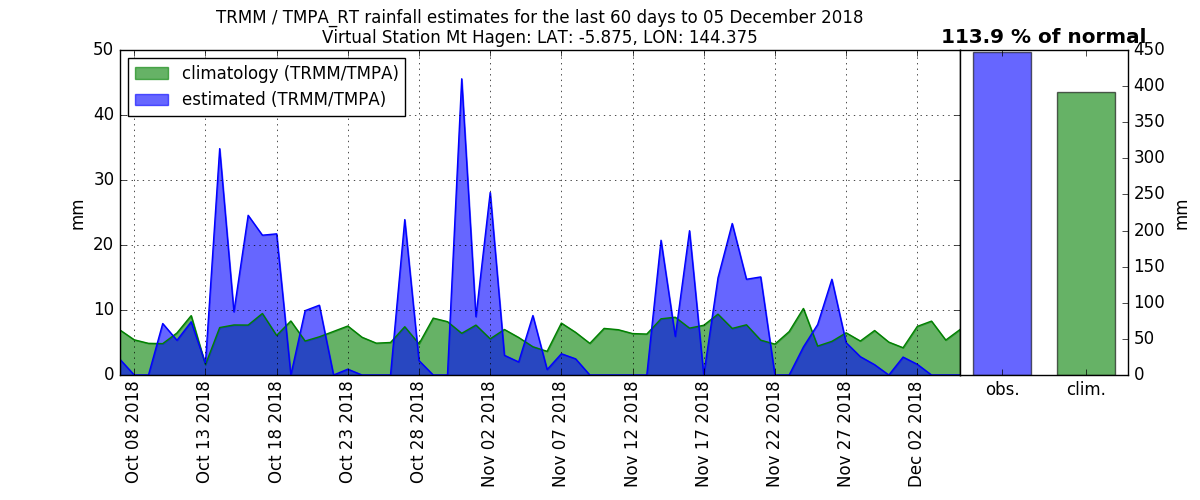 TRMM / TMPA_RT rainfall estimates for the last 60 days to 05 December 2018
Virtual Station Mt Hagen: LAT: -5.875, LON: 144.375
113.9 % of normal
climatology (TRMM/TMPA)
estimated (TRMM/TMPA)
mm
50
40
30
20
10
0
Oct 08 2018
Oct 13 2018
Oct 18 2018
Oct 23 2018
Oct 28 2018
Nov 02 2018
Nov 07 2018
Nov 12 2018
Nov 17 2018
Nov 22 2018
Nov 27 2018
Dec 02 2018
obs.
clim.
450
400
350
300
250
200
150
100
50
0
mm